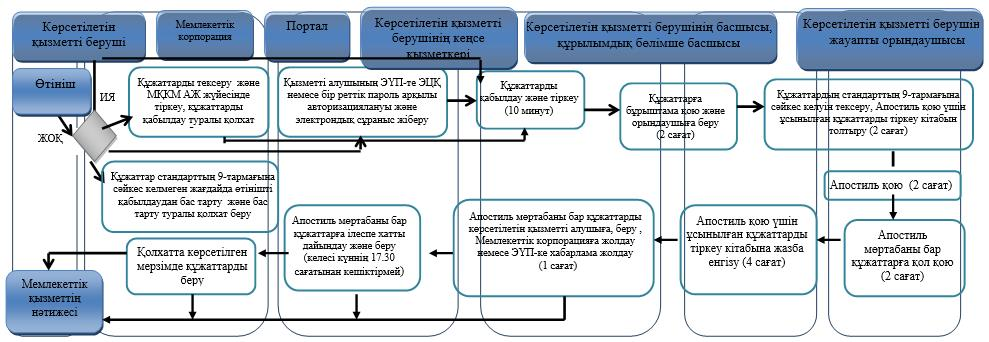 Көрсетілетін
қызметті беруші
Мемлекеттік
корпорация
Портал
Көрсетілетін қызметті
берушінің кеңсе
қызметкері
Көрсетілетін қызметті берушінің басшысы,
құрылымдық бөлімше басшысы
Көрсетілетін қызметті берушін
жауапты орындаушысы
Өтініш
ИЯ
ЖОҚ
Құжаттарды тексеру және
МҚКМ АЖ жүйесінде
тіркеу, құжаттарды
қабылдау туралы қолхат
Қызметті алушының ЭҮП-те ЭЦҚ
немесе бір реттік пароль арқылы
авторизациялануы және
электрондық сұраныс жіберу
Құжаттарды
қабылдау және тіркеу
(10 минут)
Құжаттарға
бұрыштама қою және
орындаушыға беру
(2 сағат)
Құжаттардың стандарттың 9-тармағына
сәйкес келуін тексеру, Апостиль қою үшін
ұсынылған құжаттарды тіркеу кітабын
толтыру (2 сағат)
Құжаттар стандарттың 9-тармағына
сәйкес келмеген жағдайда өтінішті
қабылдаудан бас тарту және бас
тарту туралы қолхат беру
Апостиль қою (2 сағат)
Апостиль
мөртабаны бар
құжаттарға қол қою
(2 сағат)
Апостиль қою үшін
ұсынылған құжаттарды
тіркеу кітабына жазба
енгізу (4 сағат)
Апостиль мөртабаны бар құжаттарды
көрсетілетін қызметті алушыға, беру ,
Мемлекеттік корпорацияға жолдау
немесе ЭҮП-ке хабарлама жолдау
(1 сағат)
Апостиль мөртабаны бар
құжаттарға ілеспе хатты
дайындау және беру
(келесі күннің 17.30
сағатынан кешіктірмей)
Қолхатта көрсетілген
мерзімде құжаттарды
беру
Мемлекеттік
қызметтің
нәтижесі